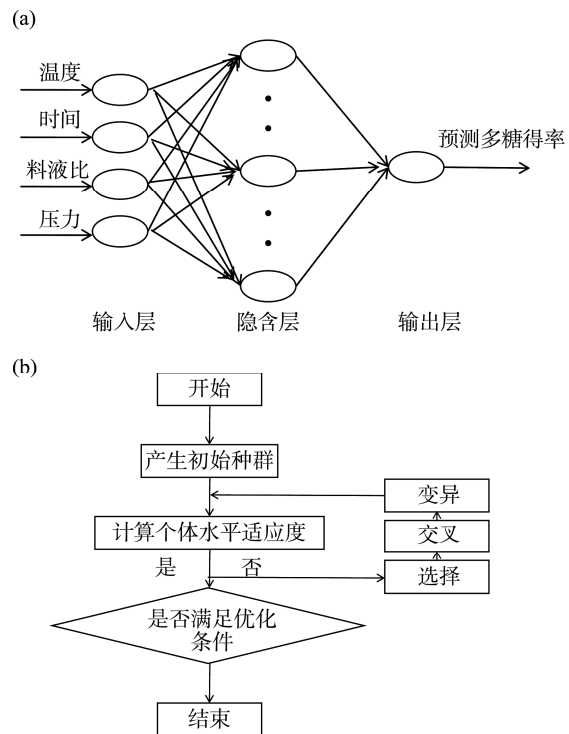 (a)
温度
时间
料液比
压力
预测多糖得率
输入层
隐含层
输出层
(b)
开始
产生初始种群
计算个体水平适应度
变异
交叉
选择
是
否
是否满足优化
条件
结束